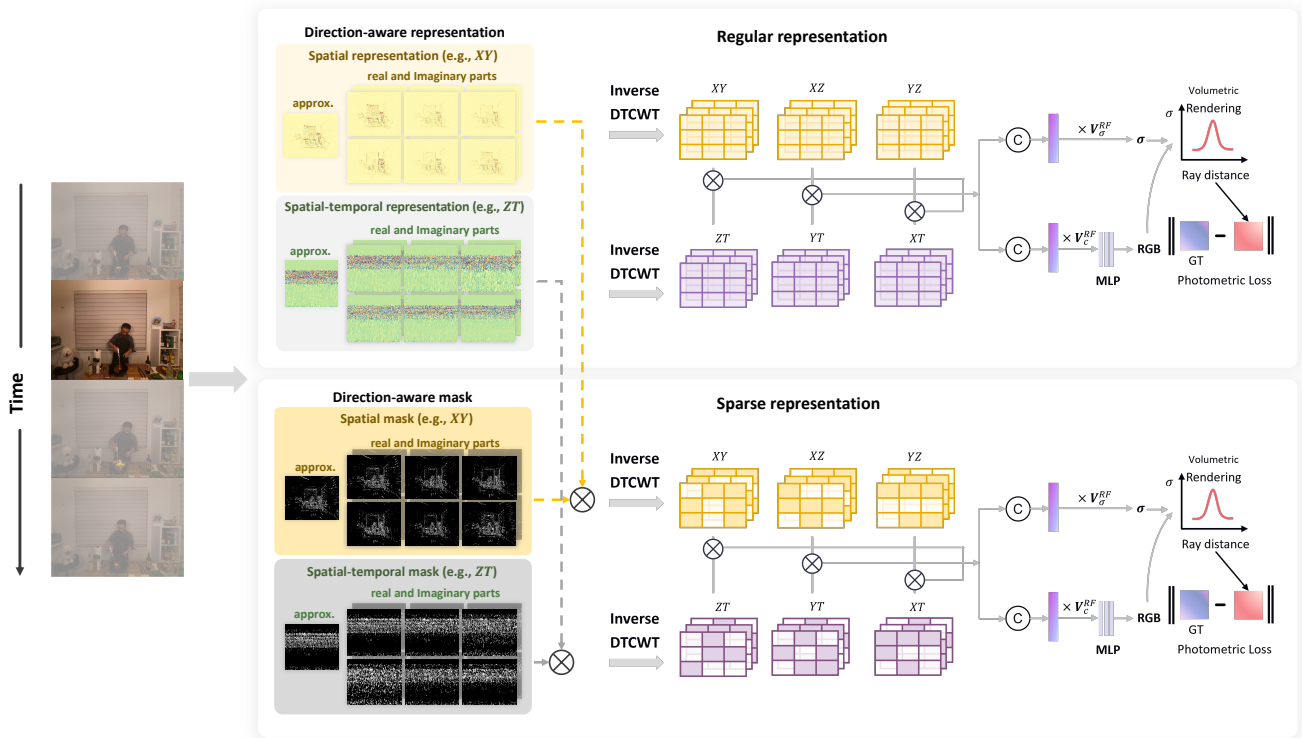 Time
Direction-aware representation
Spatial representation (e.g., XY)
real and Imaginary parts
approx.
Spatial-temporal representation (e.g., ZT)
real and Imaginary parts
approx.
Regular representation
Inverse
DTCWT
XY
XZ
YZ
Inverse
DTCWT
ZT
YT
XT
C
× V_σ^RF
σ
C
× V_c^RF
MLP
RGB
Volumetric
Rendering
σ
Ray distance
GT
Photometric Loss
Direction-aware mask
Spatial mask (e.g., XY)
real and Imaginary parts
approx.
Spatial-temporal mask (e.g., ZT)
real and Imaginary parts
approx.
Sparse representation
Inverse
DTCWT
XY
XZ
YZ
Inverse
DTCWT
ZT
YT
XT
C
× V_σ^RF
σ
C
× V_c^RF
MLP
RGB
Volumetric
Rendering
σ
Ray distance
GT
Photometric Loss